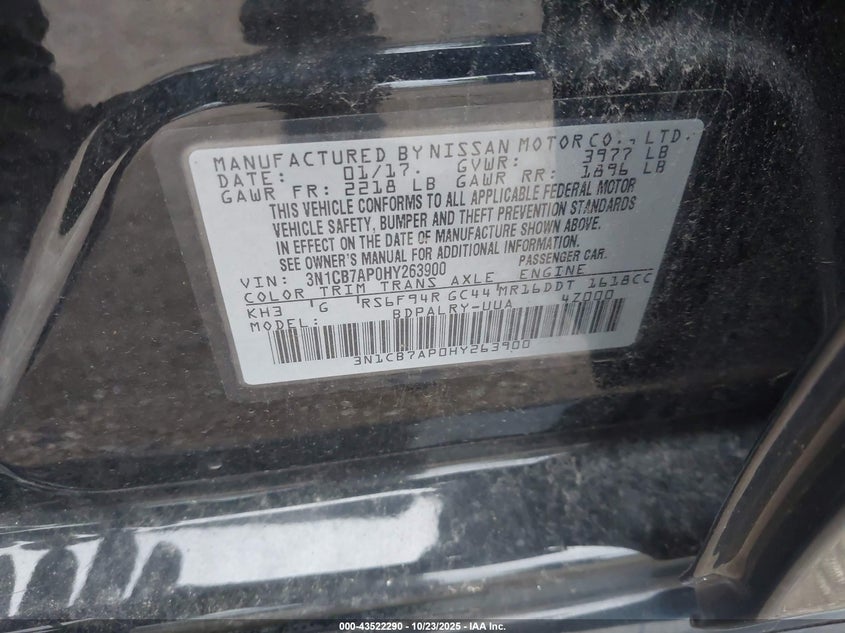 MANUFACTURED BY NISSAN MOTOR CO., LTD.
DATE: 01/17. GVWR: 3977 LB
GAWR FR: 2218 LB GAWR RR: 1896 LB
THIS VEHICLE CONFORMS TO ALL APPLICABLE FEDERAL MOTOR
VEHICLE SAFETY, BUMPER AND THEFT PREVENTION STANDARDS
IN EFFECT ON THE DATE OF MANUFACTURE SHOWN ABOVE.
SEE OWNER'S MANUAL FOR ADDITIONAL INFORMATION.
VIN: 3N1CB7AP0HY263900 PASSENGER CAR.
COLOR TRIM TRANS AXLE ENGINE
KH3 G RS6F94R GC44 MR16DDT 1618CC
MODEL: BDPALRY-UUA 47000
3N1CB7AP0HY263900
000-43522290 - 10/23/2025 - IAA Inc.